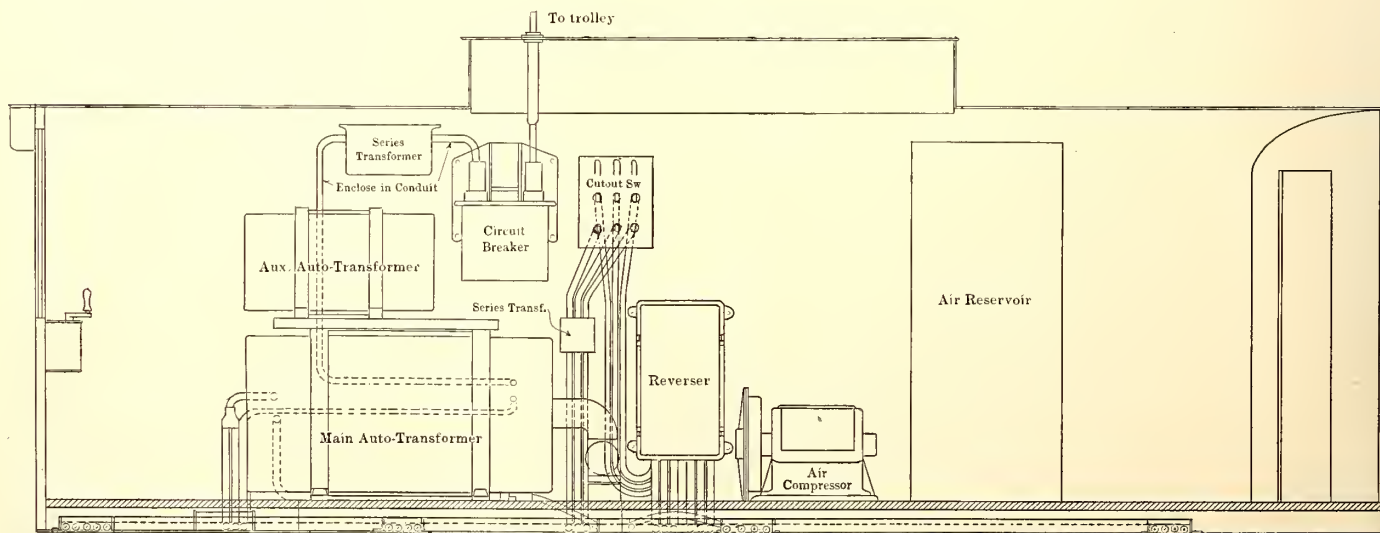 To trolley
Series
Transformer
Enclose in Conduit
Cutout Sw
Circuit
Breaker
Aux. Auto-Transformer
Series Transf.
Air Reservoir
Reverser
Main Auto-Transformer
Air
Compressor